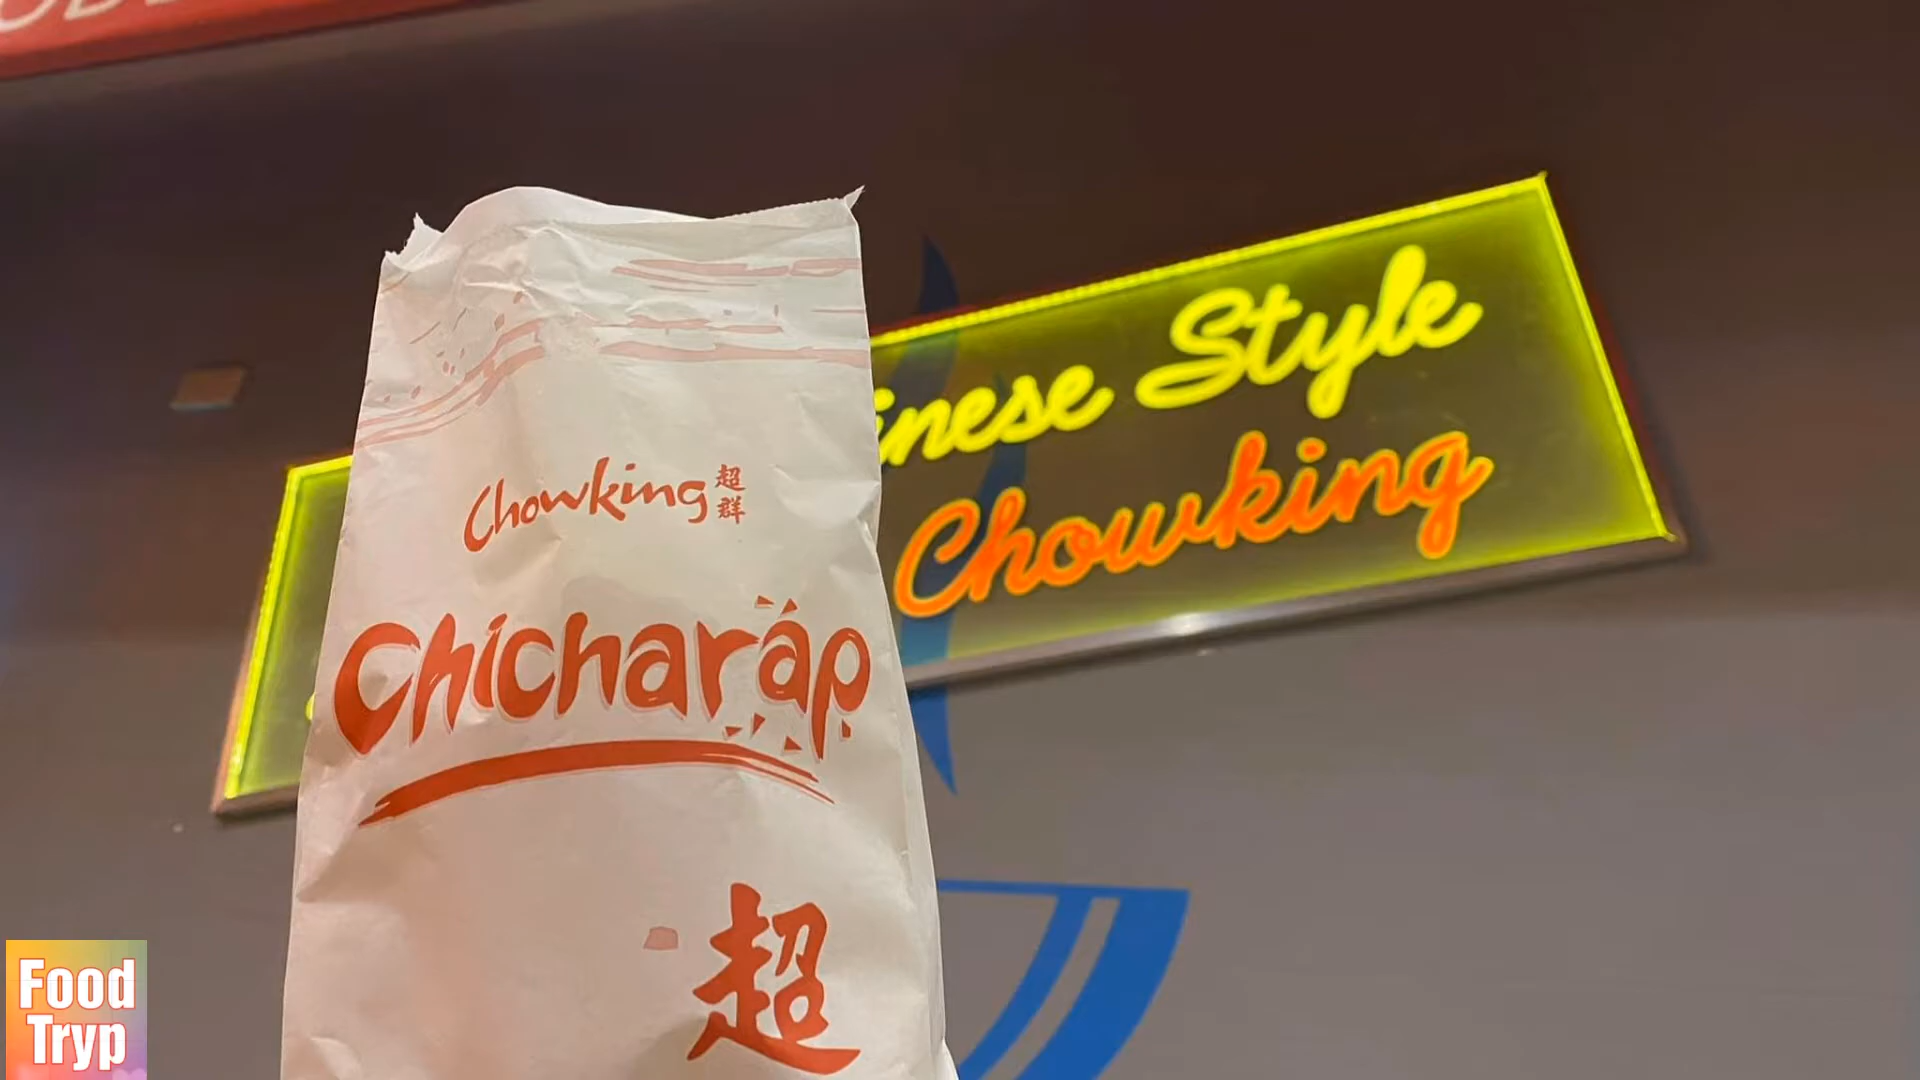 inese Style
Chowking
Chowking 超群
Chicharap
超
Food
Tryp